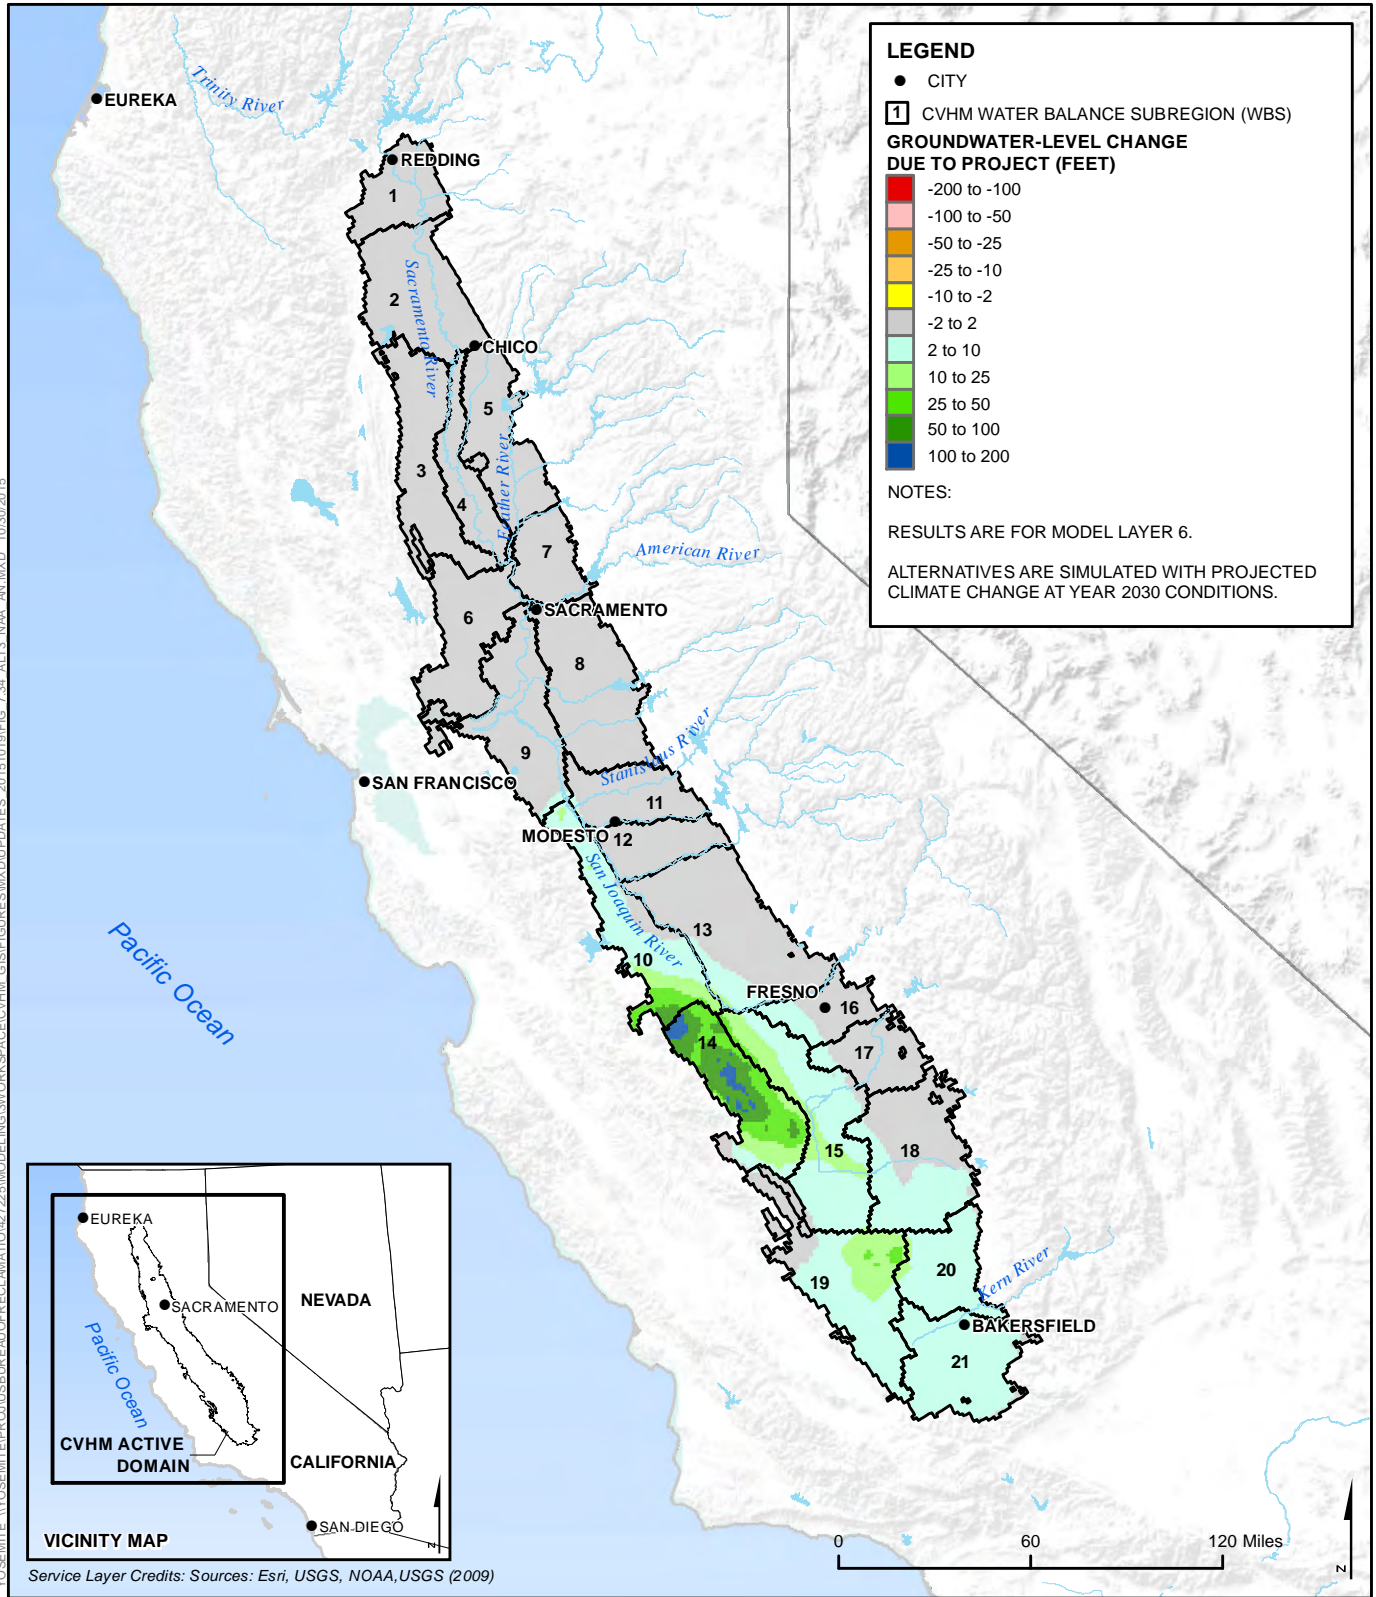 LEGEND
CITY
1 CVHM WATER BALANCE SUBREGION (WBS)
GROUNDWATER-LEVEL CHANGE
DUE TO PROJECT (FEET)
-200 to -100
-100 to -50
-50 to -25
-25 to -10
-10 to -2
-2 to 2
2 to 10
10 to 25
25 to 50
50 to 100
100 to 200
NOTES:
RESULTS ARE FOR MODEL LAYER 6.
ALTERNATIVES ARE SIMULATED WITH PROJECTED
CLIMATE CHANGE AT YEAR 2030 CONDITIONS.
Trinity River
EUREKA
REDDING
1
2
Sacramento River
CHICO
5
3
4
Feather River
7
American River
6
SACRAMENTO
8
9
Stanislaus River
SAN FRANCISCO
11
MODESTO
12
San Joaquin River
13
10
Pacific Ocean
FRESNO
16
14
17
15
18
19
20
Kern River
BAKERSFIELD
21
EUREKA
SACRAMENTO
NEVADA
Pacific Ocean
CVHM ACTIVE
DOMAIN
CALIFORNIA
SAN DIEGO
VICINITY MAP
N
0 60 120 Miles
N
Service Layer Credits: Sources: Esri, USGS, NOAA,USGS (2009)